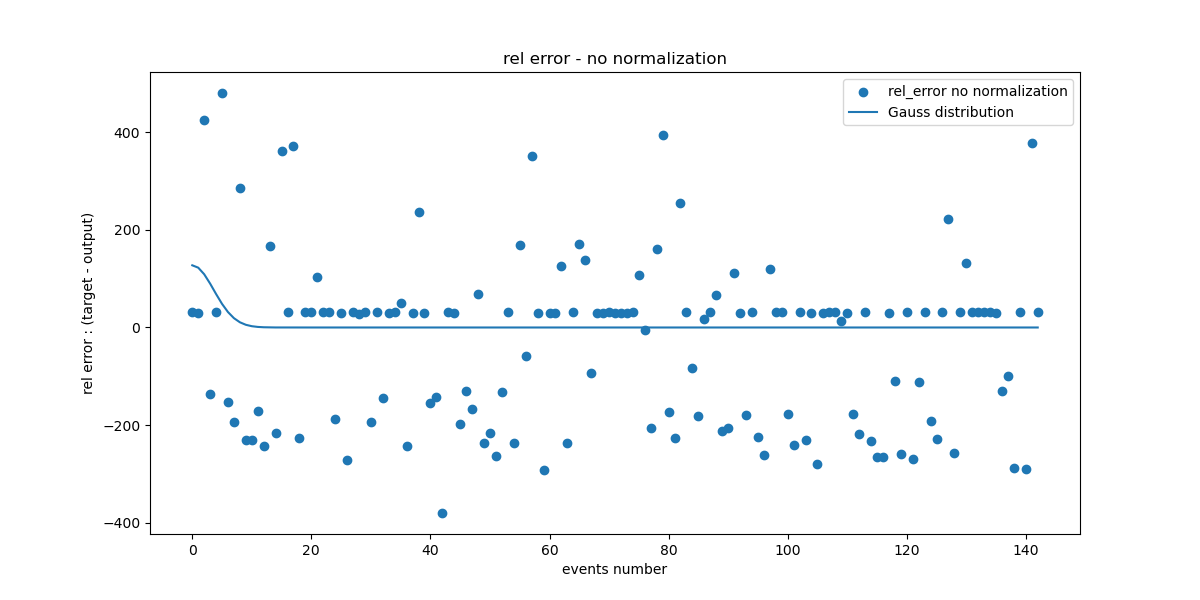 rel error - no normalization
rel_error no normalization
Gauss distribution
400
200
0
−200
−400
rel error : (target - output)
0 20 40 60 80 100 120 140
events number